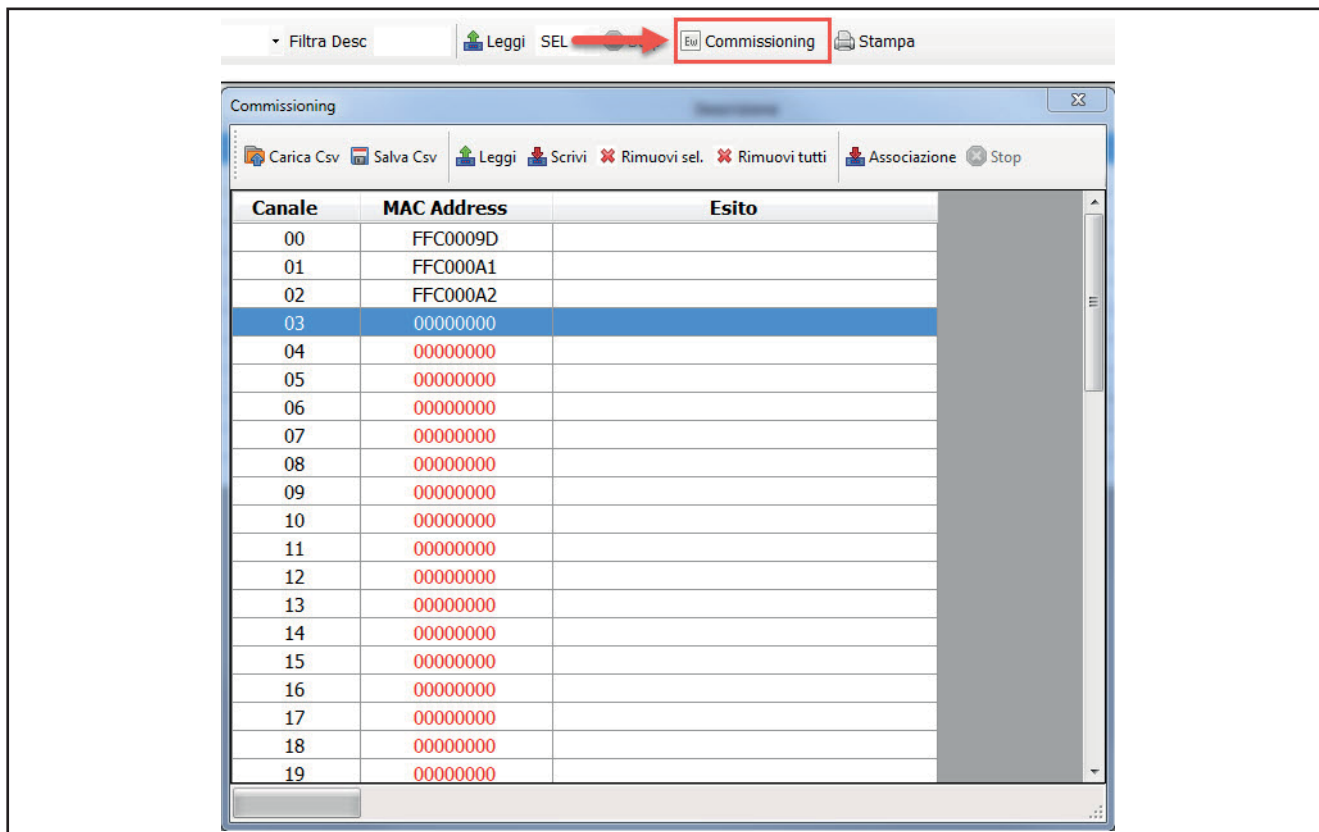 Filtra Desc Leggi SEL Commissioning Stampa
Commissioning
Carica Csv Salva Csv Leggi Scrivi Rimuovi sel. Rimuovi tutti Associazione Stop
Canale MAC Address Esito
00 FFC0009D
01 FFC000A1
02 FFC000A2
03 00000000
04 00000000
05 00000000
06 00000000
07 00000000
08 00000000
09 00000000
10 00000000
11 00000000
12 00000000
13 00000000
14 00000000
15 00000000
16 00000000
17 00000000
18 00000000
19 00000000